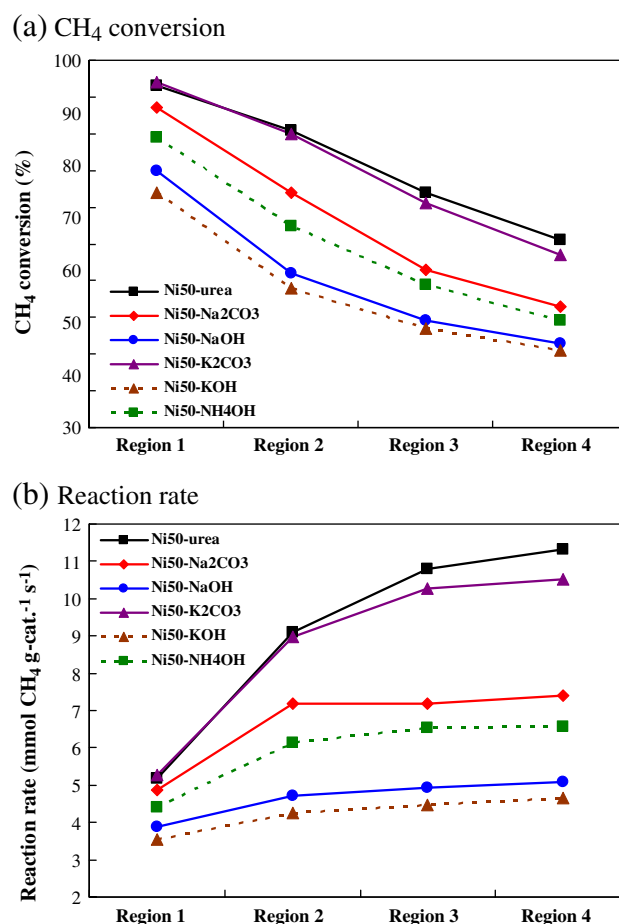 (a) CH4 conversion
100
90
80
70
60
50
40
30
CH4 conversion (%)
Ni50-urea
Ni50-Na2CO3
Ni50-NaOH
Ni50-K2CO3
Ni50-KOH
Ni50-NH4OH
Region 1 Region 2 Region 3 Region 4
(b) Reaction rate
12
11
10
9
8
7
6
5
4
3
2
Reaction rate (mmol CH4 g-cat.-1 s-1)
Ni50-urea
Ni50-Na2CO3
Ni50-NaOH
Ni50-K2CO3
Ni50-KOH
Ni50-NH4OH
Region 1 Region 2 Region 3 Region 4